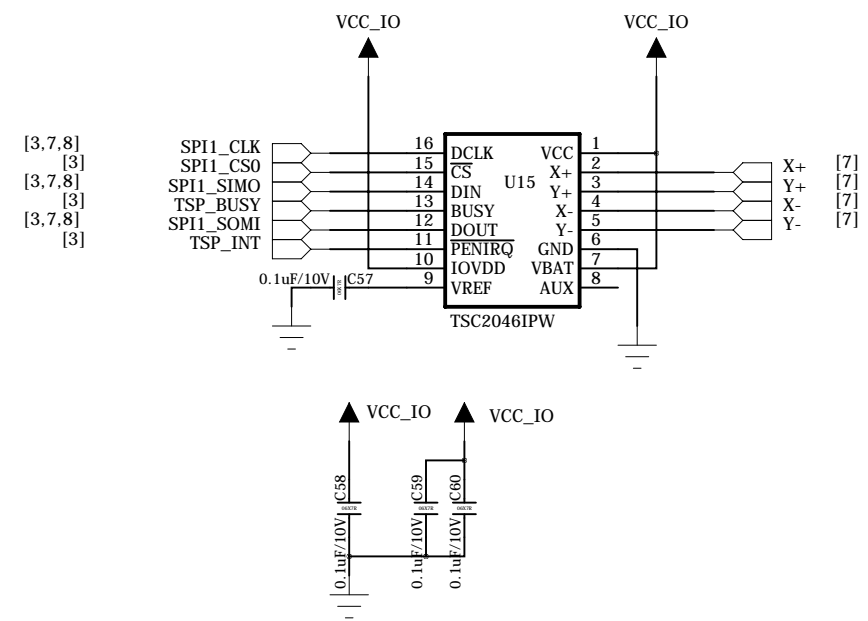 VCC_IO VCC_IO
[3,7,8] SPI1_CLK 16 DCLK VCC 1
[3] SPI1_CS0 15 CS X+ 2 X+ [7]
[3,7,8] SPI1_SIMO 14 DIN U15 Y+ 3 Y+ [7]
[3] TSP_BUSY 13 BUSY X- 4 X- [7]
[3,7,8] SPI1_SOMI 12 DOUT Y- 5 Y- [7]
[3] TSP_INT 11 PENIRQ GND 6
10 IOVDD VBAT 7
0.1uF/10V C57 9 VREF AUX 8
TSC2046IPW
VCC_IO VCC_IO
C58 C59 C60
0.1uF/10V 0.1uF/10V 0.1uF/10V